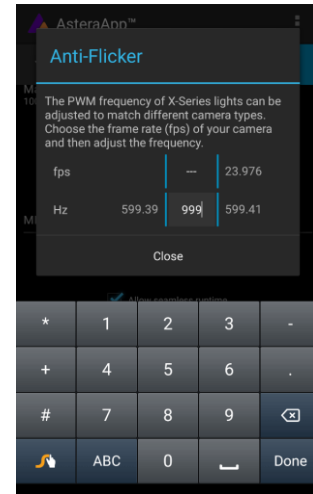 AsteraApp™
Anti-Flicker
The PWM frequency of X-Series lights can be
adjusted to match different camera types.
Choose the frame rate (fps) of your camera
and then adjust the frequency.
fps --- 23.976
Hz 599.39 999 599.41
Close
Allow seamless runtime
* 1 2 3 -
+ 4 5 6 .
# 7 8 9
ABC 0 Done